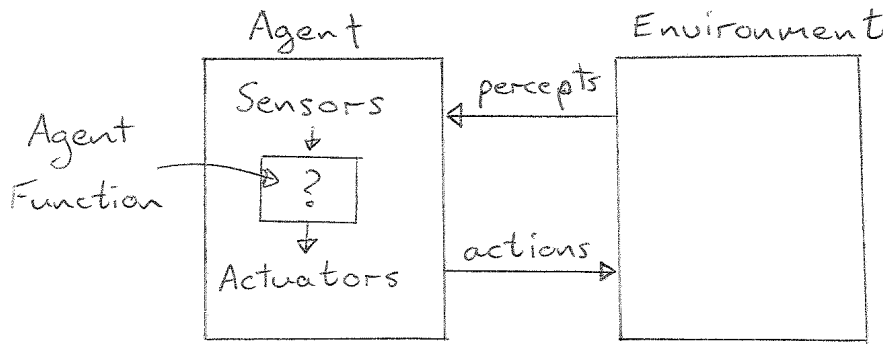 Agent
Environment
percepts
Sensors
Agent
Function
?
actions
Actuators